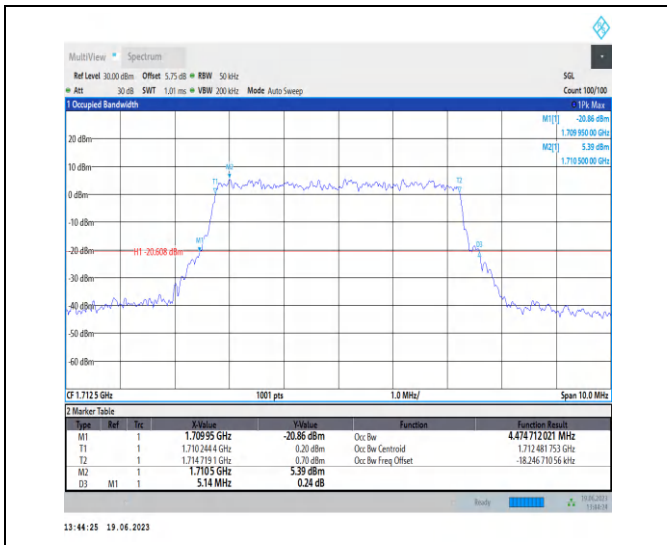 MultiView Spectrum
Ref Level 30.00 dBm Offset 5.75 dB RBW 50 kHz SGL
Att 30 dB SWT 1.01 ms VBW 200 kHz Mode Auto Sweep Count 100/100
1 Occupied Bandwidth 1Pk Max
M1[1] -20.86 dBm
1.709 950 00 GHz
M2[1] 5.39 dBm
1.710 500 00 GHz
20 dBm
10 dBm
T1 M2 T2
0 dBm
-10 dBm
M1
D3
-20 dBm H1 -20.608 dBm
-30 dBm
-40 dBm
-50 dBm
-60 dBm
CF 1.712 5 GHz 1001 pts 1.0 MHz/ Span 10.0 MHz
2 Marker Table
Type Ref Trc X-Value Y-Value Function Function Result
M1 1 1.709 95 GHz -20.86 dBm Occ Bw 4.474 712 021 MHz
T1 1 1.710 244 4 GHz 0.20 dBm Occ Bw Centroid 1.712 481 753 GHz
T2 1 1.714 719 1 GHz 0.70 dBm Occ Bw Freq Offset -18.246 710 56 kHz
M2 1 1.710 5 GHz 5.39 dBm
D3 M1 1 5.14 MHz 0.24 dB
Ready 19.06.2023
13:44:25 19.06.2023